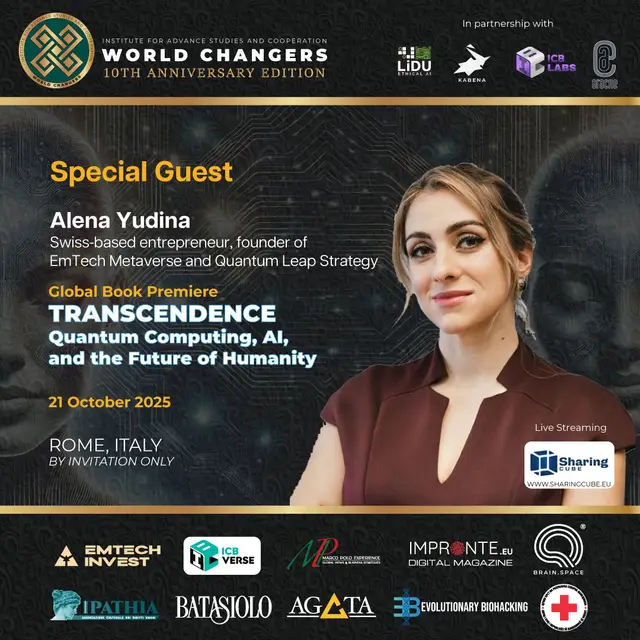 INSTITUTE FOR ADVANCE STUDIES AND COOPERATION
WORLD CHANGERS
10TH ANNIVERSARY EDITION
WORLD CHANGERS
In partnership with
LiDU
ETHICAL AI
KABENA
ICB
LABS
aracne
Special Guest
Alena Yudina
Swiss-based entrepreneur, founder of
EmTech Metaverse and Quantum Leap Strategy
Global Book Premiere
TRANSCENDENCE
Quantum Computing, AI,
and the Future of Humanity
21 October 2025
ROME, ITALY
BY INVITATION ONLY
Live Streaming
Sharing
CUBE
WWW.SHARINGCUBE.EU
EMTECH
INVEST
ICB
VERSE
MARCO POLO EXPERIENCE
IMPRONTE.EU
DIGITAL MAGAZINE
BRAIN.SPACE
®
IPATHIA
BATASIOLO
AGATA
EVOLUTIONARY BIOHACKING